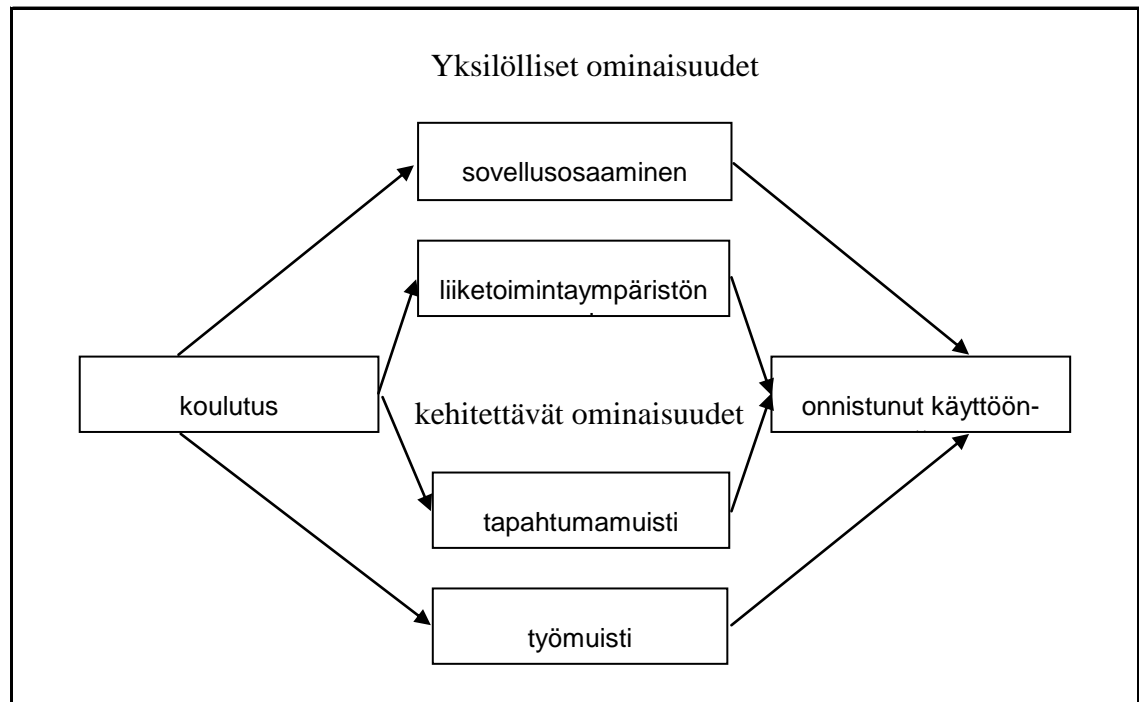 Yksilölliset ominaisuudet
sovellusosaaminen
liiketoimintaympäristön
koulutus
kehitettävät ominaisuudet
onnistunut käyttöön-
tapahtumamuisti
työmuisti